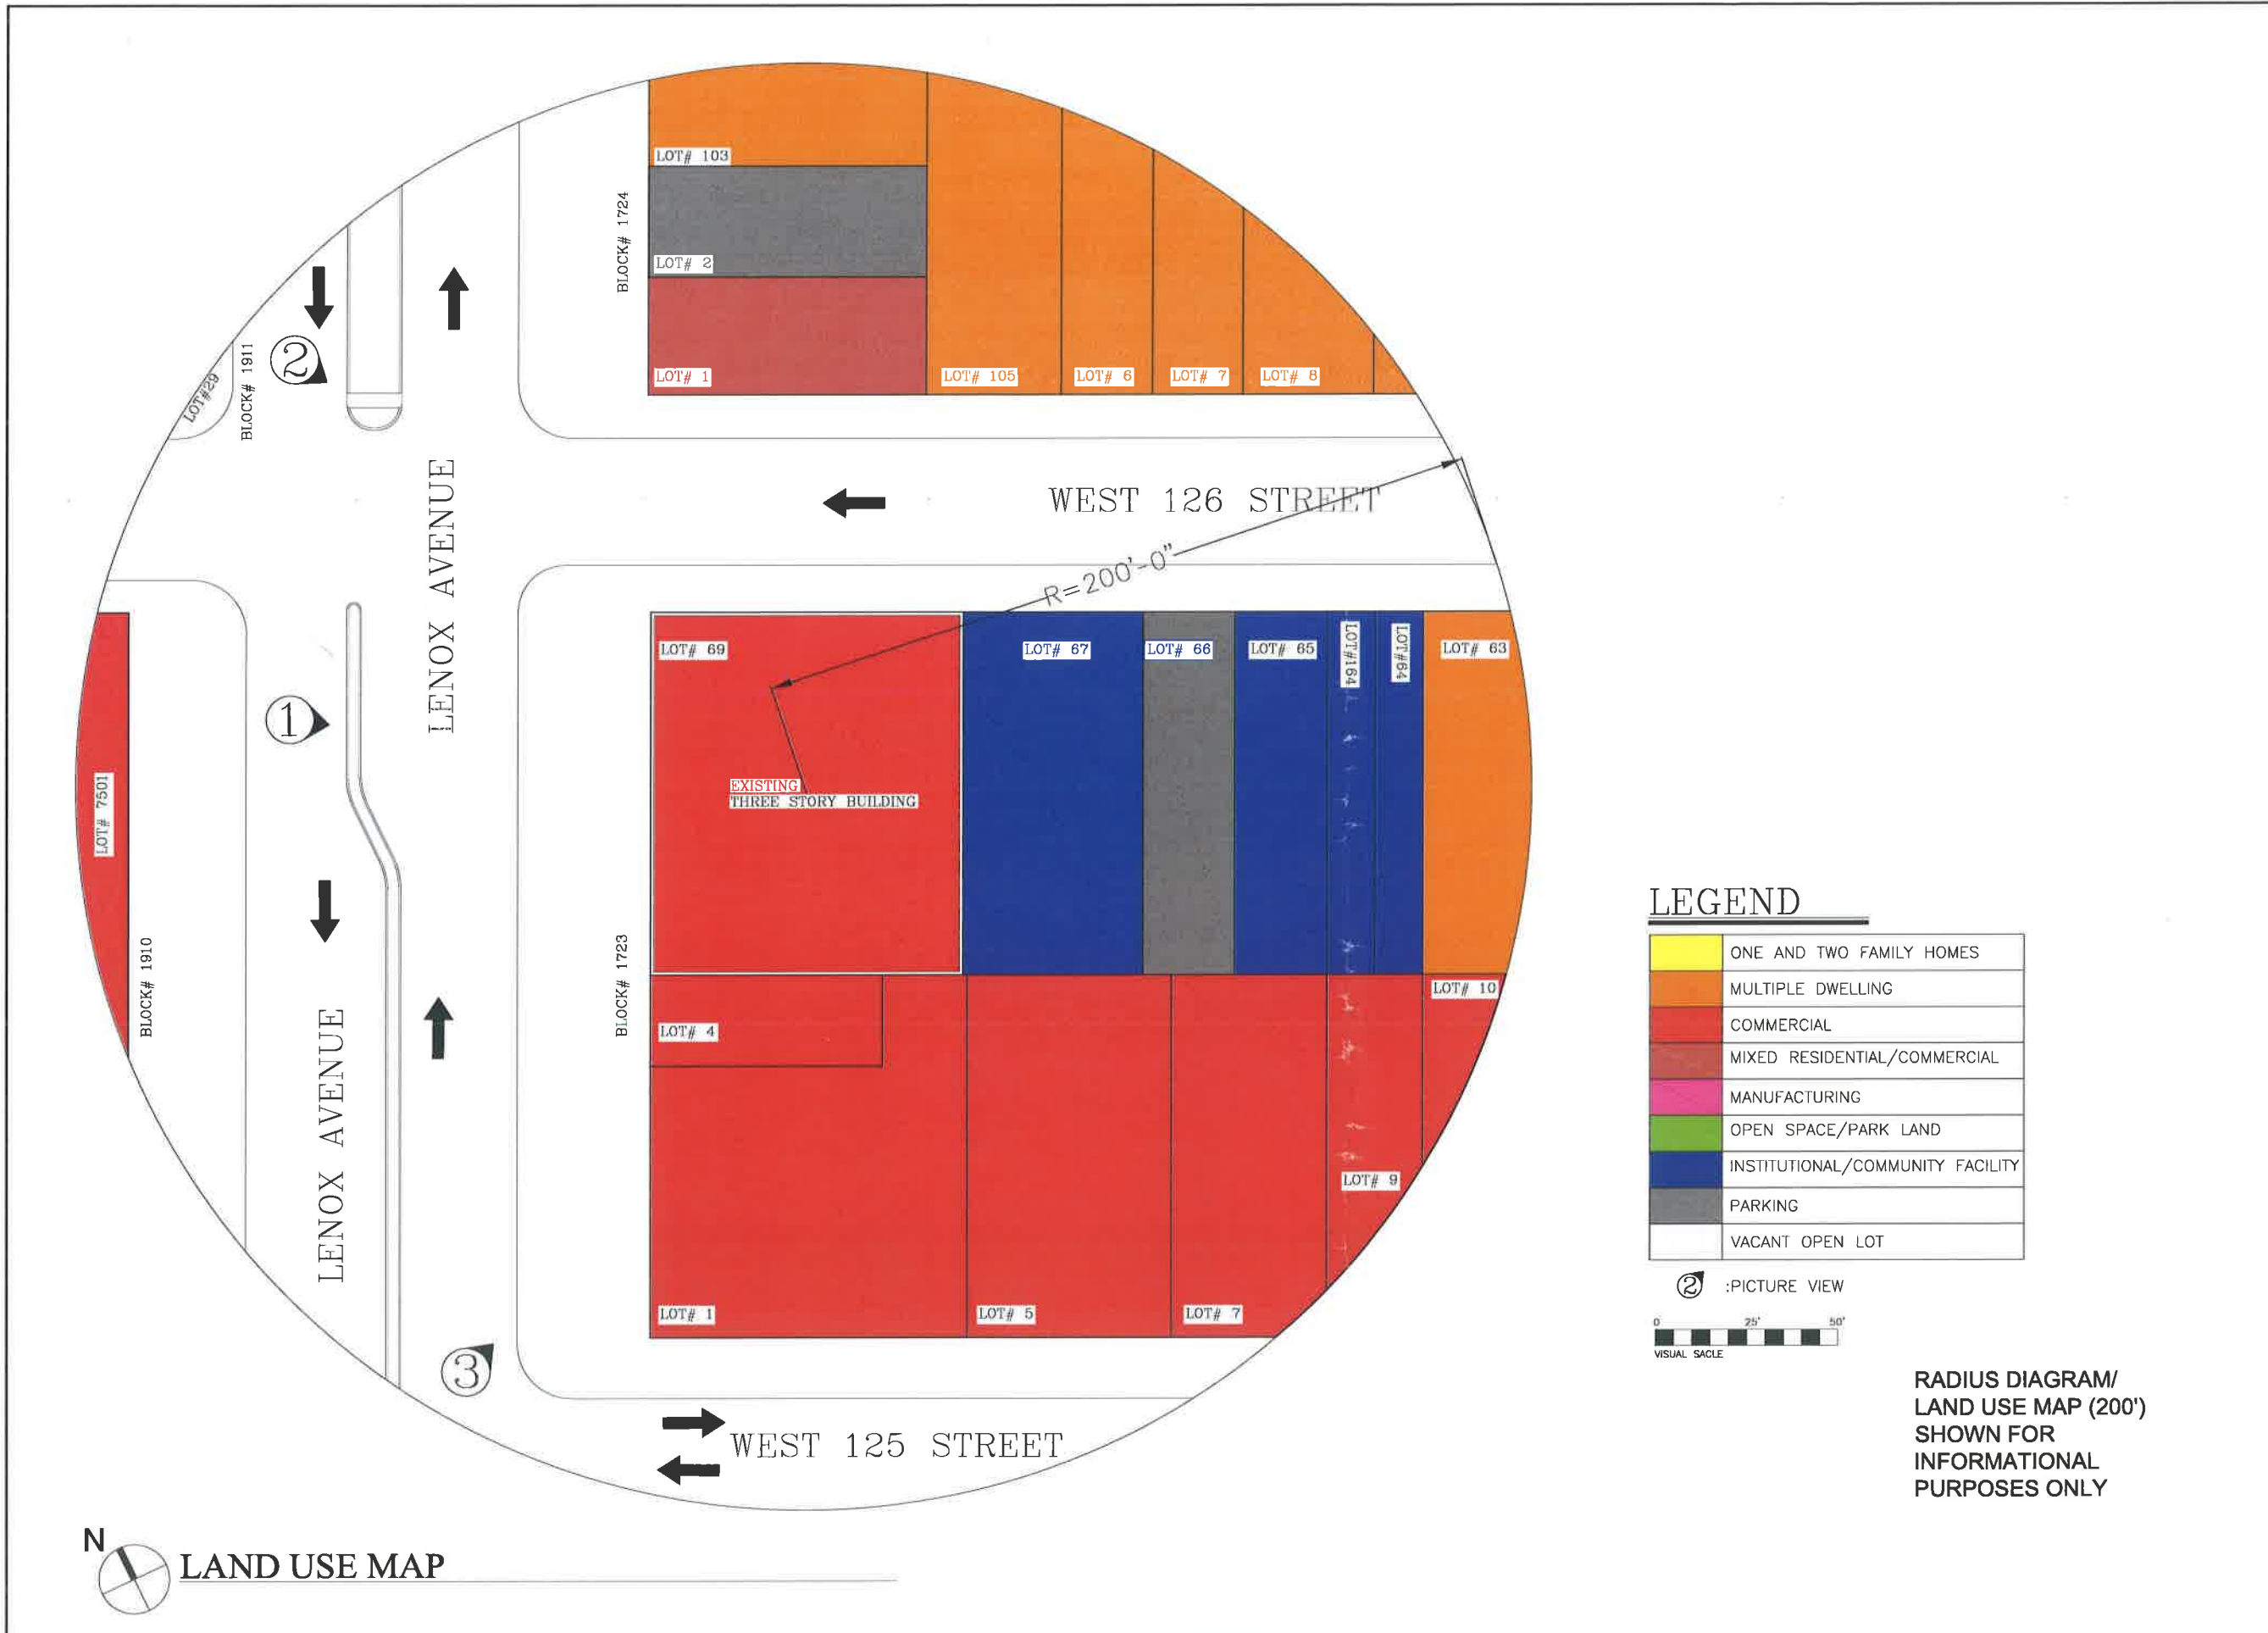 LOT# 103
BLOCK# 1724
LOT# 2
LOT# 1
LOT# 105
LOT# 6
LOT# 7
LOT# 8
2
LOT#29
BLOCK# 1911
LENOX AVENUE
WEST 126 STREET
R=200'-0"
LOT# 69
LOT# 67
LOT# 66
LOT# 65
LOT#164
LOT#64
LOT# 63
1
EXISTING
THREE STORY BUILDING
LOT# 7501
BLOCK# 1910
BLOCK# 1723
LOT# 4
LOT# 10
LENOX AVENUE
LOT# 9
LOT# 1
LOT# 5
LOT# 7
3
WEST 125 STREET
LEGEND
ONE AND TWO FAMILY HOMES
MULTIPLE DWELLING
COMMERCIAL
MIXED RESIDENTIAL/COMMERCIAL
MANUFACTURING
OPEN SPACE/PARK LAND
INSTITUTIONAL/COMMUNITY FACILITY
PARKING
VACANT OPEN LOT
2 :PICTURE VIEW
0 25' 50'
VISUAL SACLE
RADIUS DIAGRAM/
LAND USE MAP (200')
SHOWN FOR
INFORMATIONAL
PURPOSES ONLY
N
LAND USE MAP